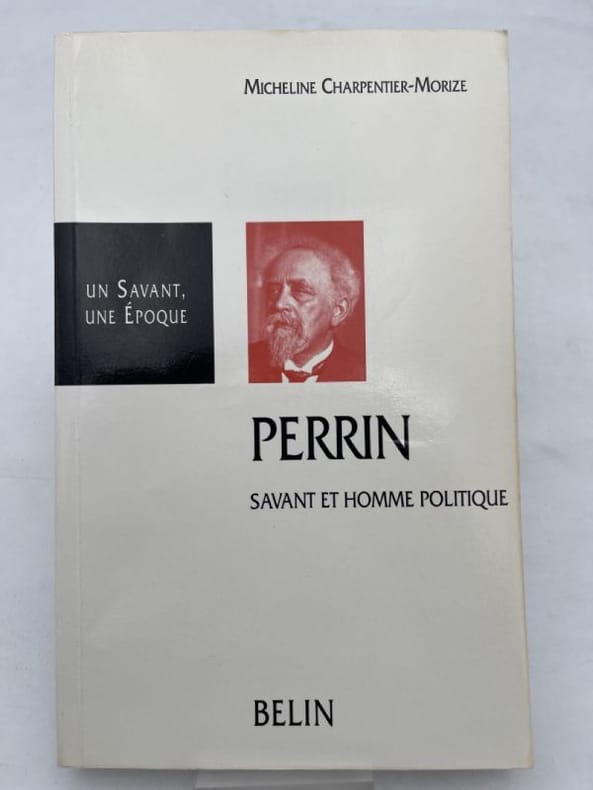 Micheline Charpentier-Morize
un Savant,
une Époque
PERRIN
SAVANT ET HOMME POLITIQUE
BELIN